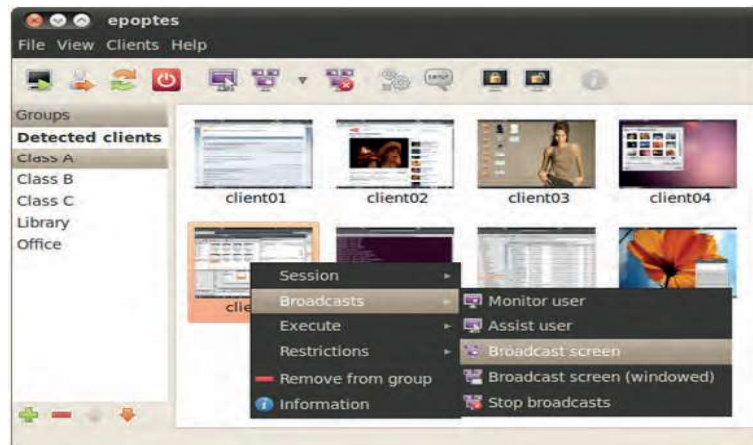 epoptes
File View Clients Help
Groups
Detected clients
Class A
Class B
Class C
Library
Office
client01
client02
client03
client04
Session
Broadcasts
Execute
Restrictions
Remove from group
Information
Monitor user
Assist user
Broadcast screen
Broadcast screen (windowed)
Stop broadcasts